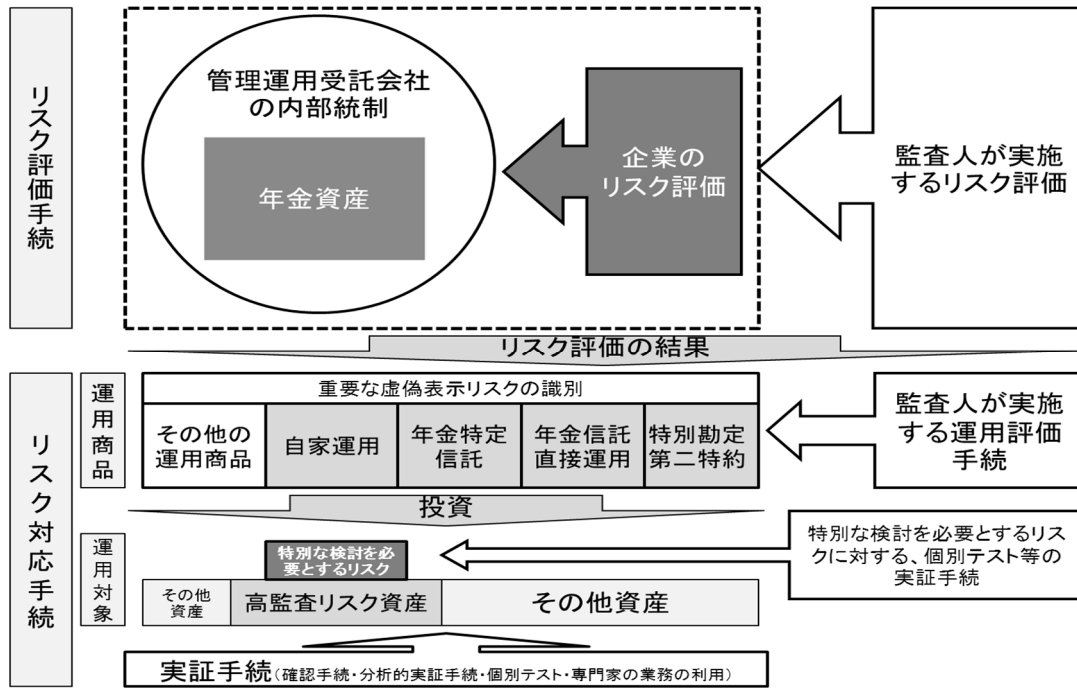 リスク評価手続
管理運用受託会社
の内部統制
年金資産
企業の
リスク評価
監査人が実施
するリスク評価
リスク評価の結果
リスク対応手続
運用商品
重要な虚偽表示リスクの識別
その他の
運用商品
自家運用
年金特定
信託
年金信託
直接運用
特別勘定
第二特約
監査人が実施
する運用評価
手続
投資
運用対象
特別な検討を必
要とするリスク
特別な検討を必要とするリス
クに対する、個別テスト等の
実証手続
その他
資産
高監査リスク資産
その他資産
実証手続(確認手続・分析的実証手続・個別テスト・専門家の業務の利用)